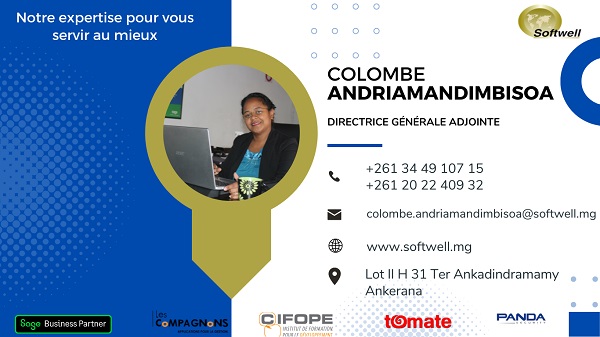 Notre expertise pour vous
servir au mieux
Softwell
COLOMBE
ANDRIAMANDIMBISOA
DIRECTRICE GÉNÉRALE ADJOINTE
+261 34 49 107 15
+261 20 22 409 32
colombe.andriamandimbisoa@softwell.mg
www.softwell.mg
Lot II H 31 Ter Ankadindramamy
Ankerana
Sage Business Partner
Les
COMPAGNONS
CIFOPE
INSTITUT DE FORMATION
POUR LE DÉVELOPPEMENT
tomate
PANDA
SECURITY